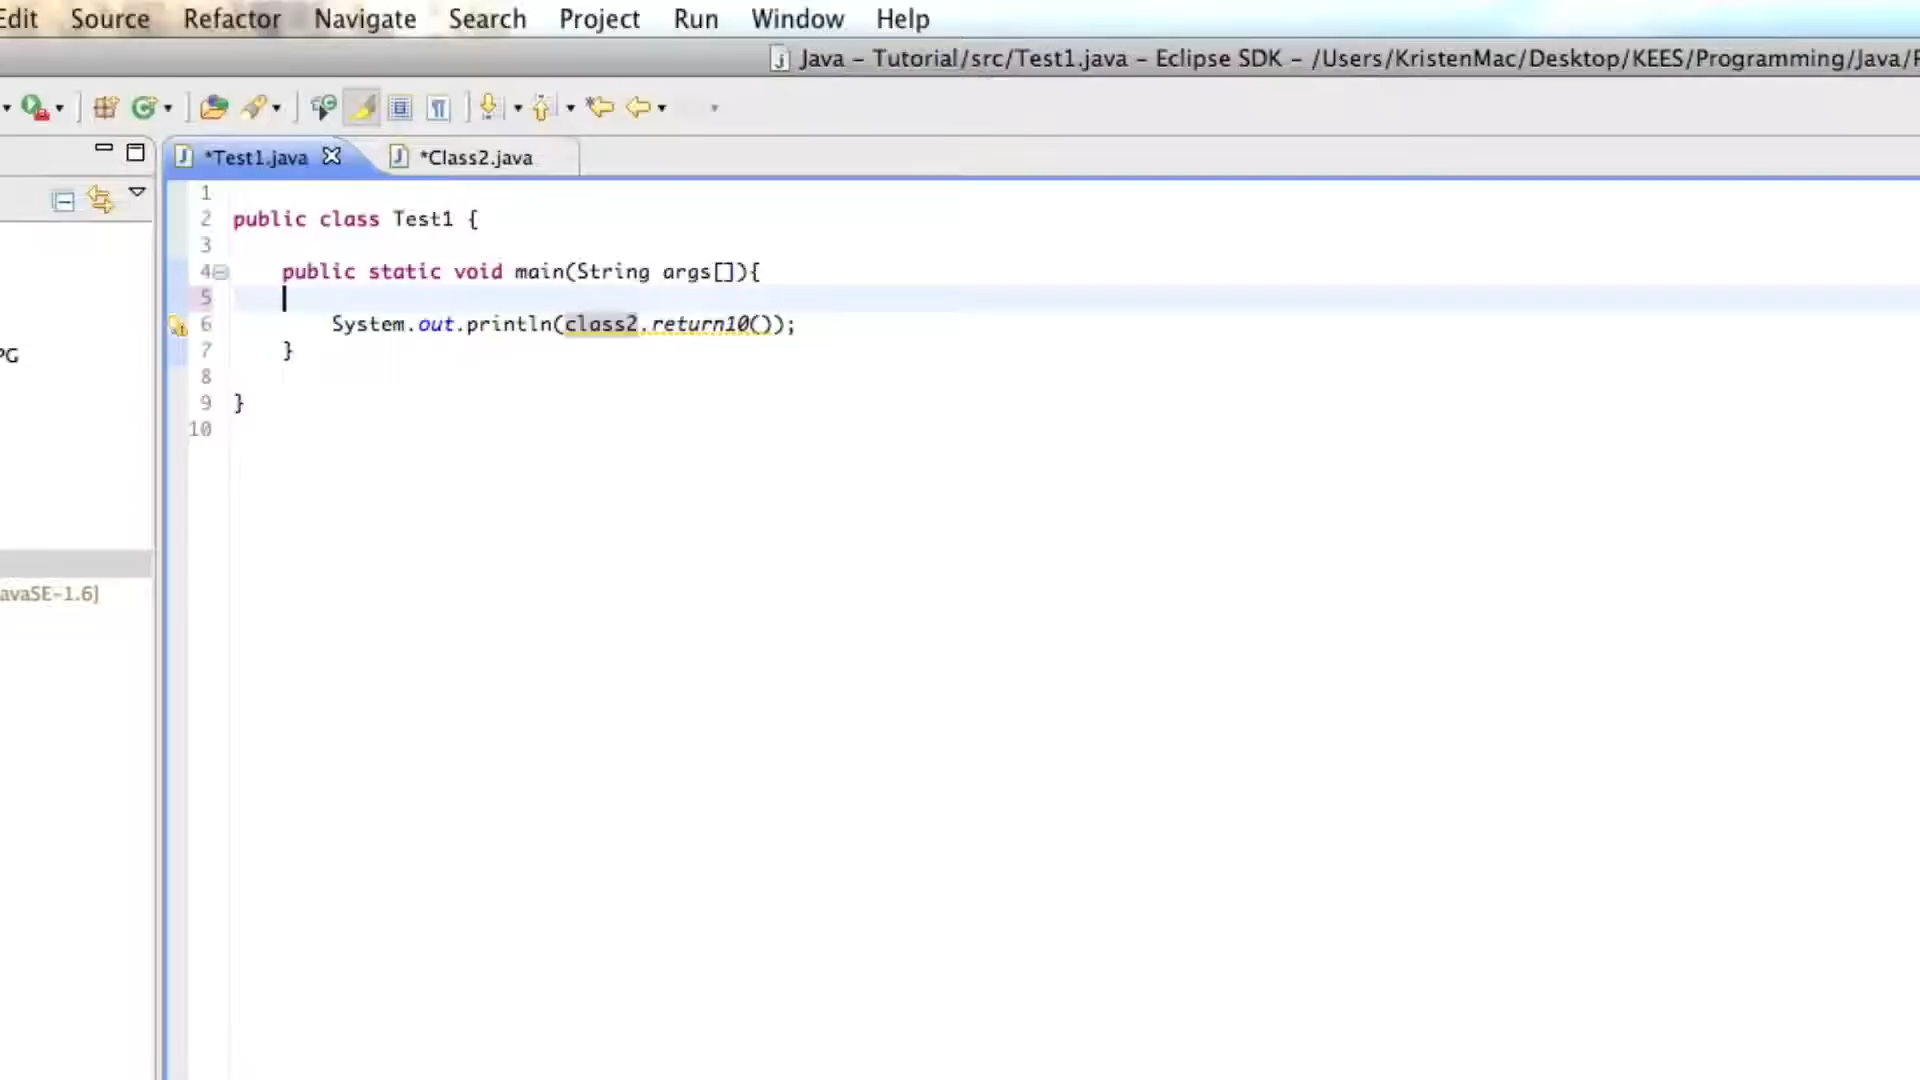 Edit Source Refactor Navigate Search Project Run Window Help
Java – Tutorial/src/Test1.java – Eclipse SDK – /Users/KristenMac/Desktop/KEES/Programming/Java/
*Test1.java *Class2.java
1
2 public class Test1 {
3
4 public static void main(String args[]){
5
6 System.out.println(class2.return10());
PG
7 }
8
9 }
10
avaSE-1.6]